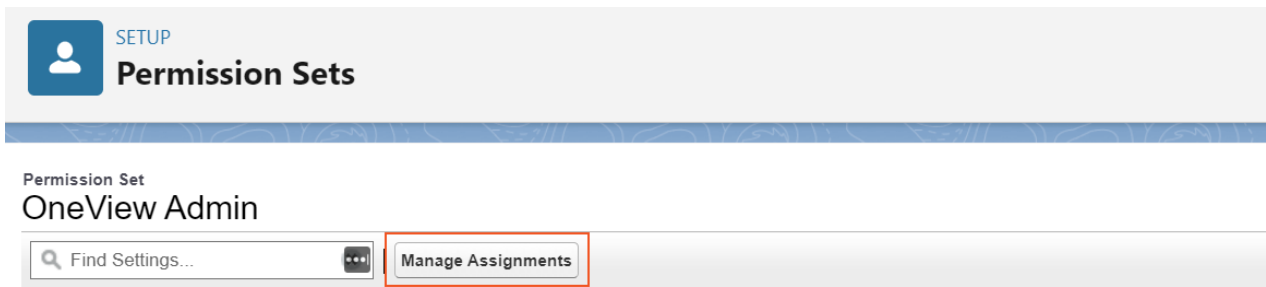 SETUP
Permission Sets
Permission Set
OneView Admin
Find Settings...
Manage Assignments